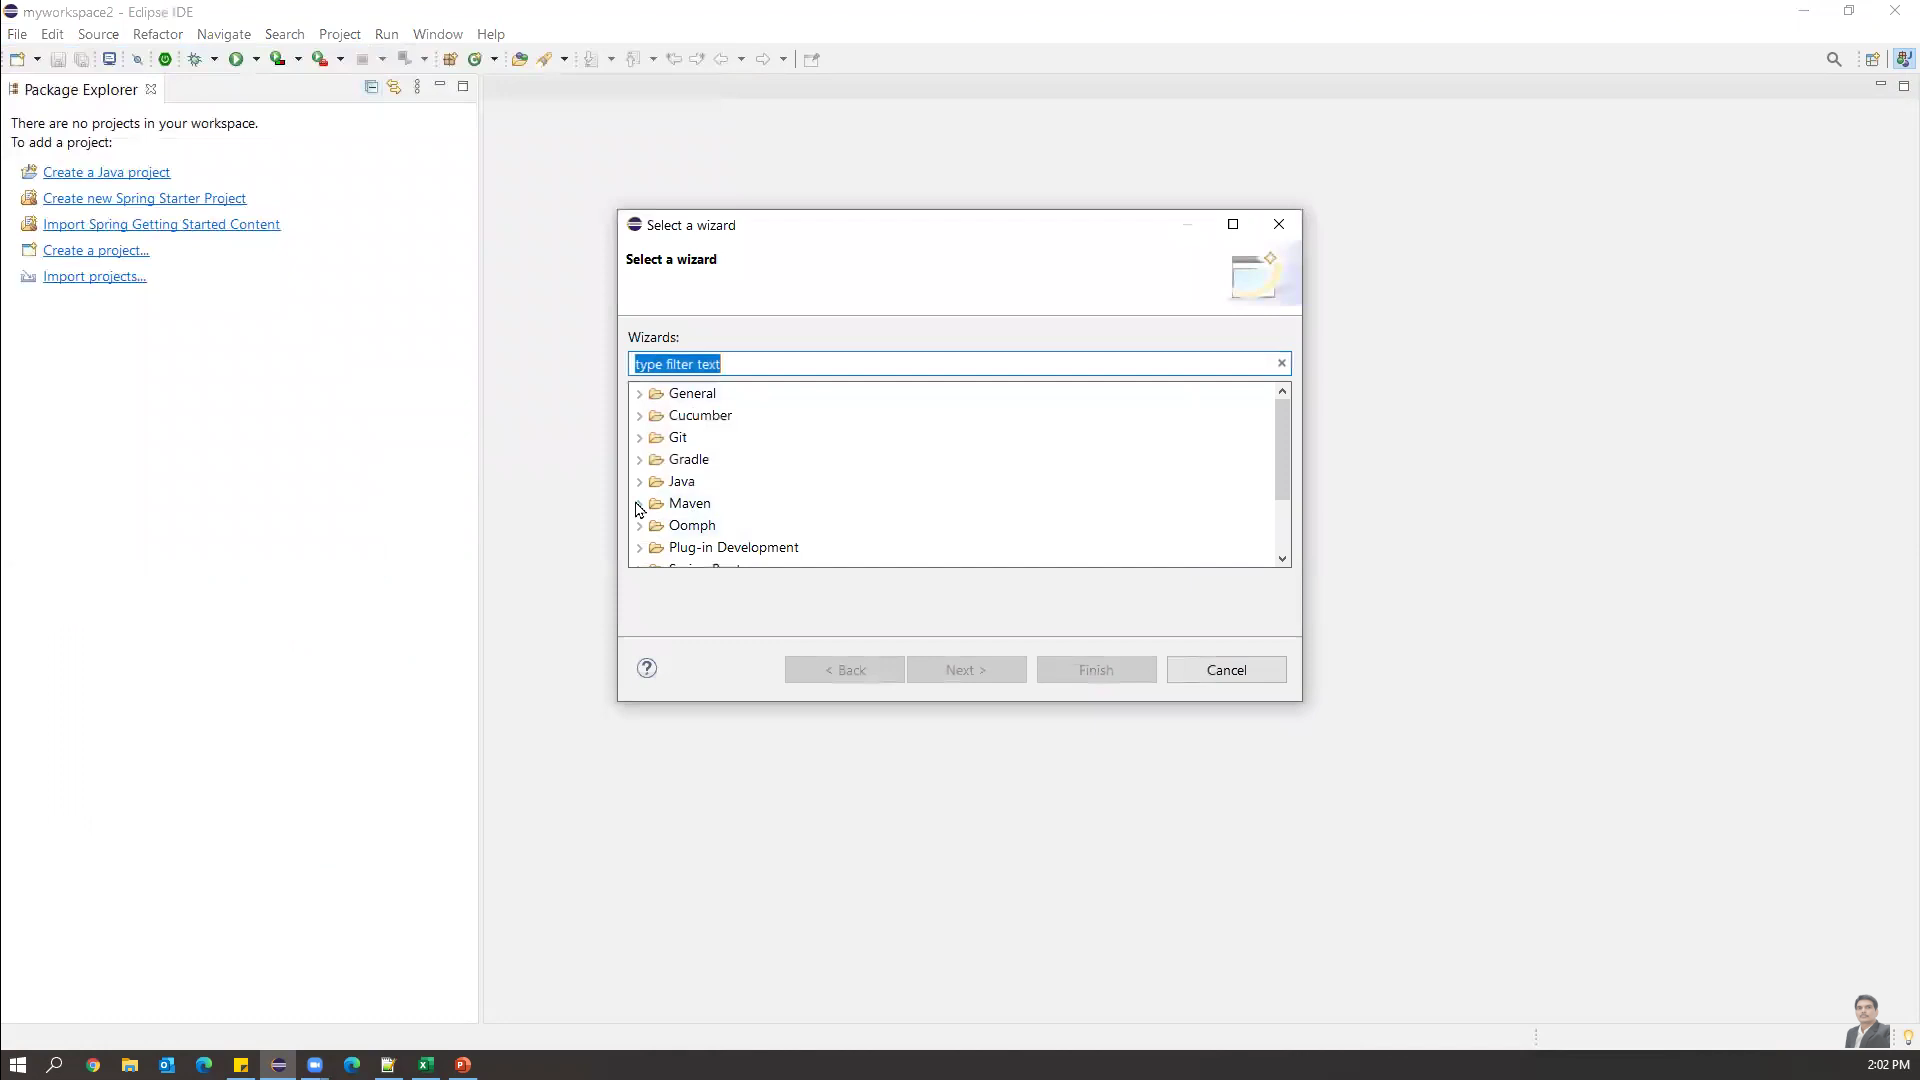 myworkspace2 - Eclipse IDE
File Edit Source Refactor Navigate Search Project Run Window Help
Package Explorer
There are no projects in your workspace.
To add a project:
Create a Java project
Create new Spring Starter Project
Import Spring Getting Started Content
Create a project...
Import projects...
Select a wizard
Select a wizard
Wizards:
type filter text
General
Cucumber
Git
Gradle
Java
Maven
Oomph
Plug-in Development
< Back Next > Finish Cancel
2:02 PM